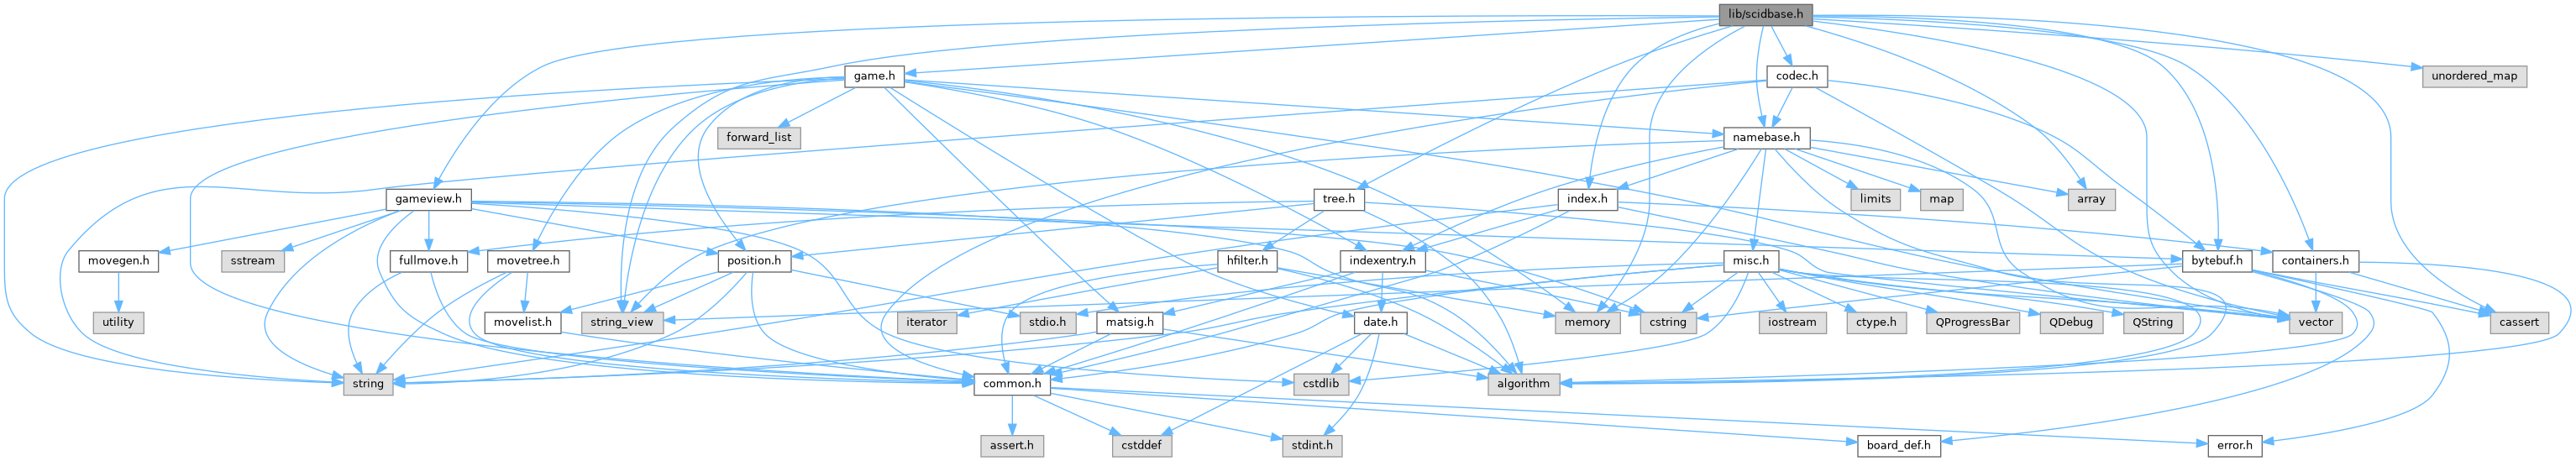 lib/scidbase.h
game.h
codec.h
unordered_map
forward_list
namebase.h
gameview.h
tree.h
index.h
limits
map
array
movegen.h
sstream
fullmove.h
movetree.h
position.h
hfilter.h
indexentry.h
misc.h
bytebuf.h
containers.h
utility
movelist.h
string_view
iterator
stdio.h
matsig.h
date.h
memory
cstring
iostream
ctype.h
QProgressBar
QDebug
QString
vector
cassert
string
common.h
cstdlib
algorithm
assert.h
cstddef
stdint.h
board_def.h
error.h